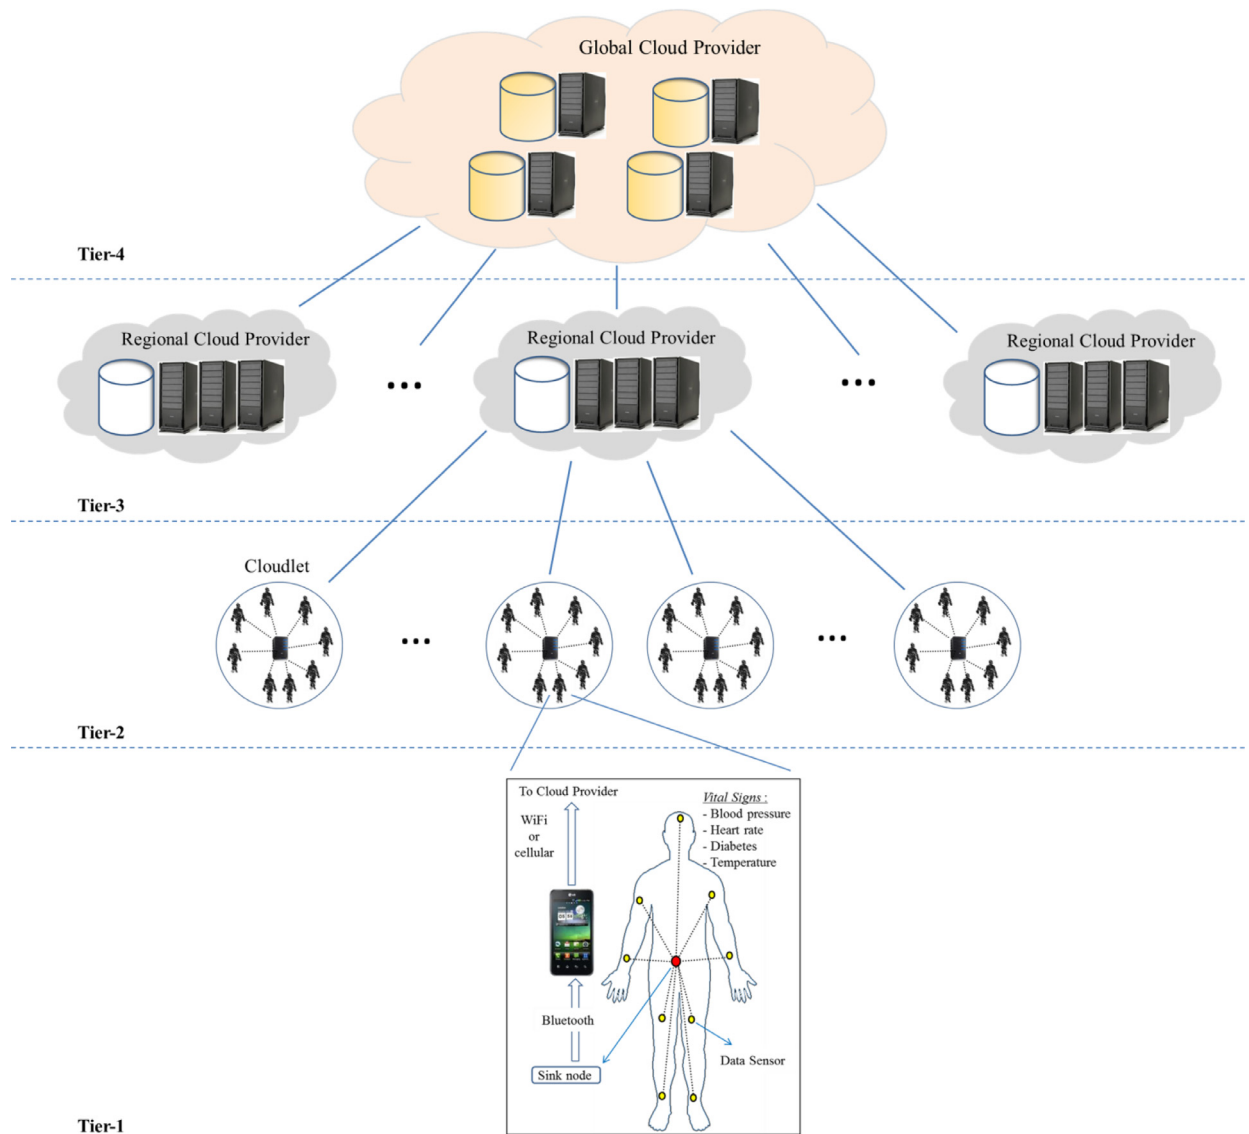 Global Cloud Provider
Tier-4
Regional Cloud Provider
Regional Cloud Provider
Regional Cloud Provider
Tier-3
Cloudlet
Tier-2
To Cloud Provider
WiFi
or
cellular
Vital Signs :
- Blood pressure
- Heart rate
- Diabetes
- Temperature
Bluetooth
Sink node
Data Sensor
Tier-1